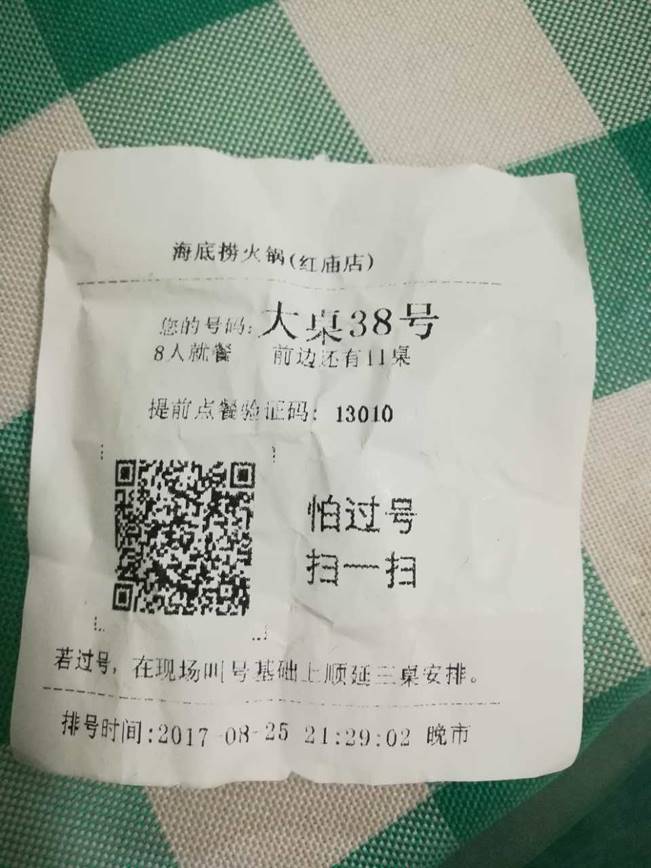 海底捞火锅(红庙店)
您的号码:大桌38号
8人就餐 前边还有11桌
提前点餐验证码: 13010
怕过号
扫一扫
若过号，在现场叫号基础上顺延三桌安排。
排号时间:2017-08-25 21:29:02 晚市